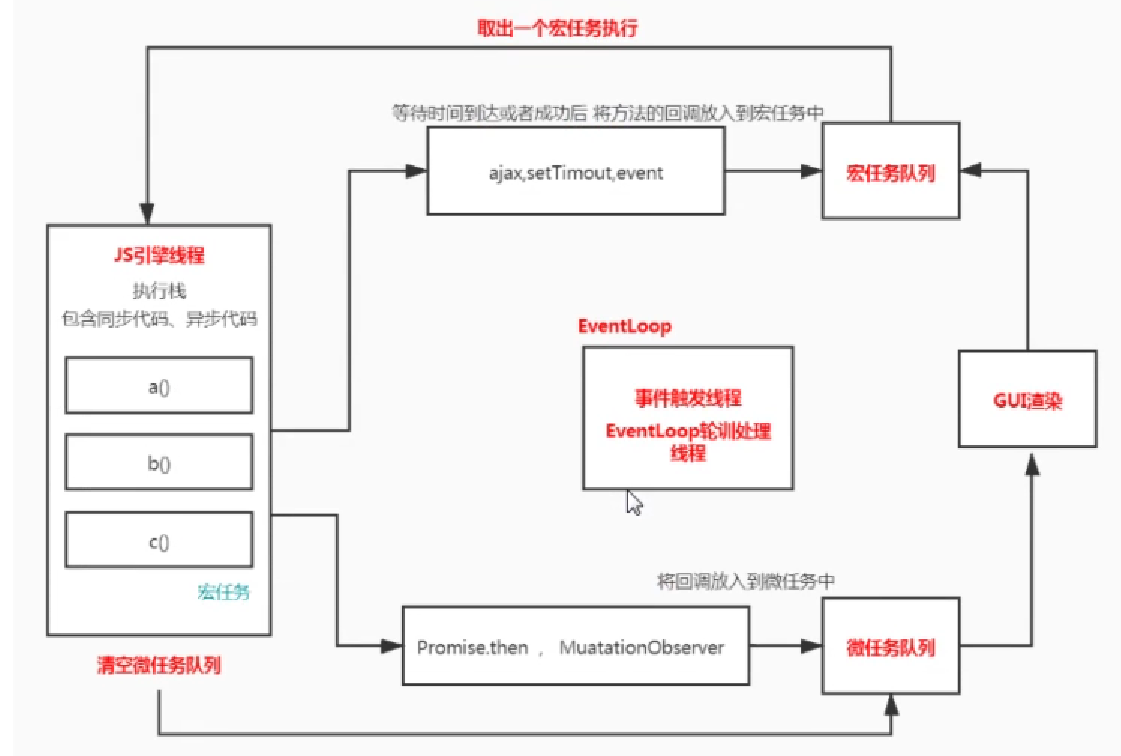 取出一个宏任务执行
等待时间到达或者成功后 将方法的回调放入到宏任务中
ajax,setTimout,event
宏任务队列
JS引擎线程
执行栈
包含同步代码、异步代码
a()
b()
c()
宏任务
清空微任务队列
EventLoop
事件触发线程
EventLoop轮训处理
线程
GUI渲染
将回调放入到微任务中
Promise.then , MuatationObserver
微任务队列